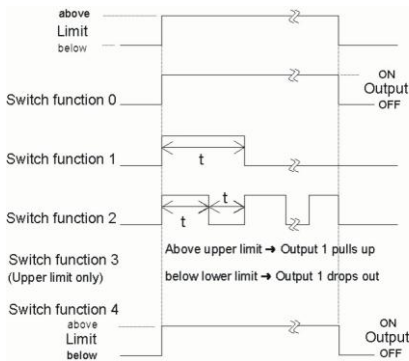 above
Limit
below
ON
Output
OFF
Switch function 0
Switch function 1
t
t
Switch function 2
t
Switch function 3
(Upper limit only)
Above upper limit ➔ Output 1 pulls up
below lower limit ➔ Output 1 drops out
Switch function 4
above
Limit
below
ON
Output
OFF